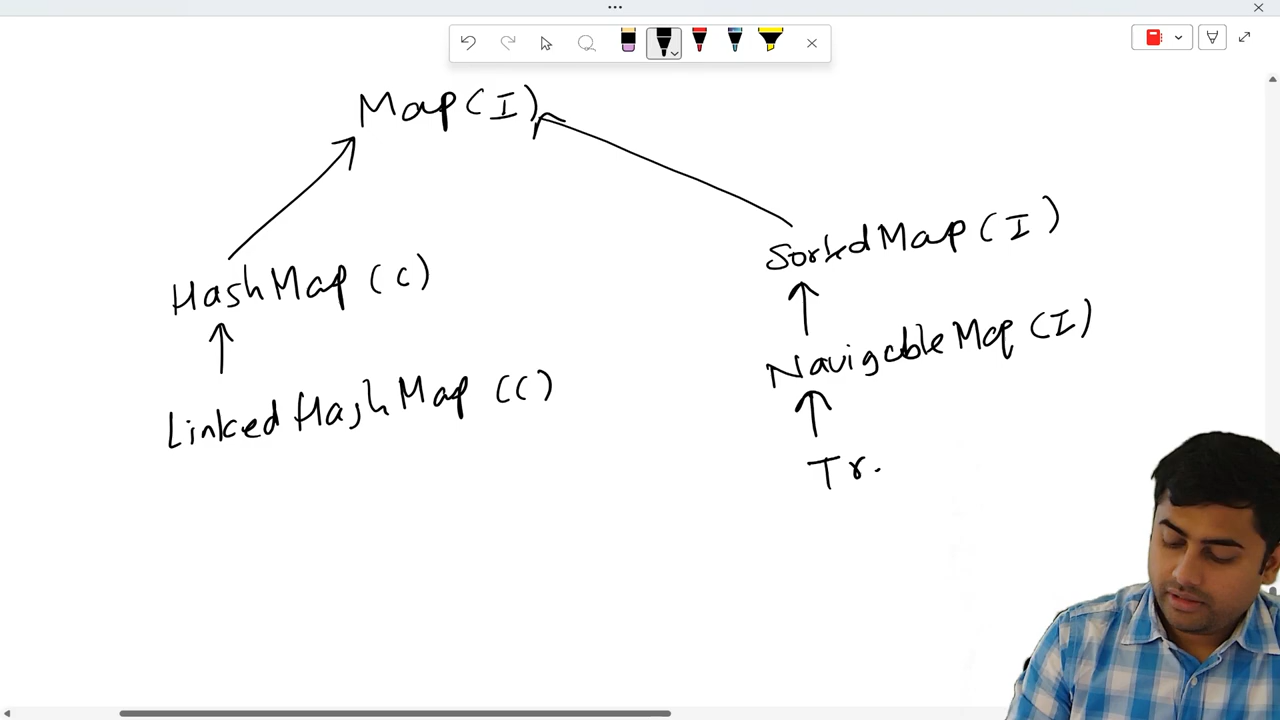 Map (I)
HashMap (C)
LinkedHashMap (C)
SortedMap (I)
NavigableMap (I)
Tr.